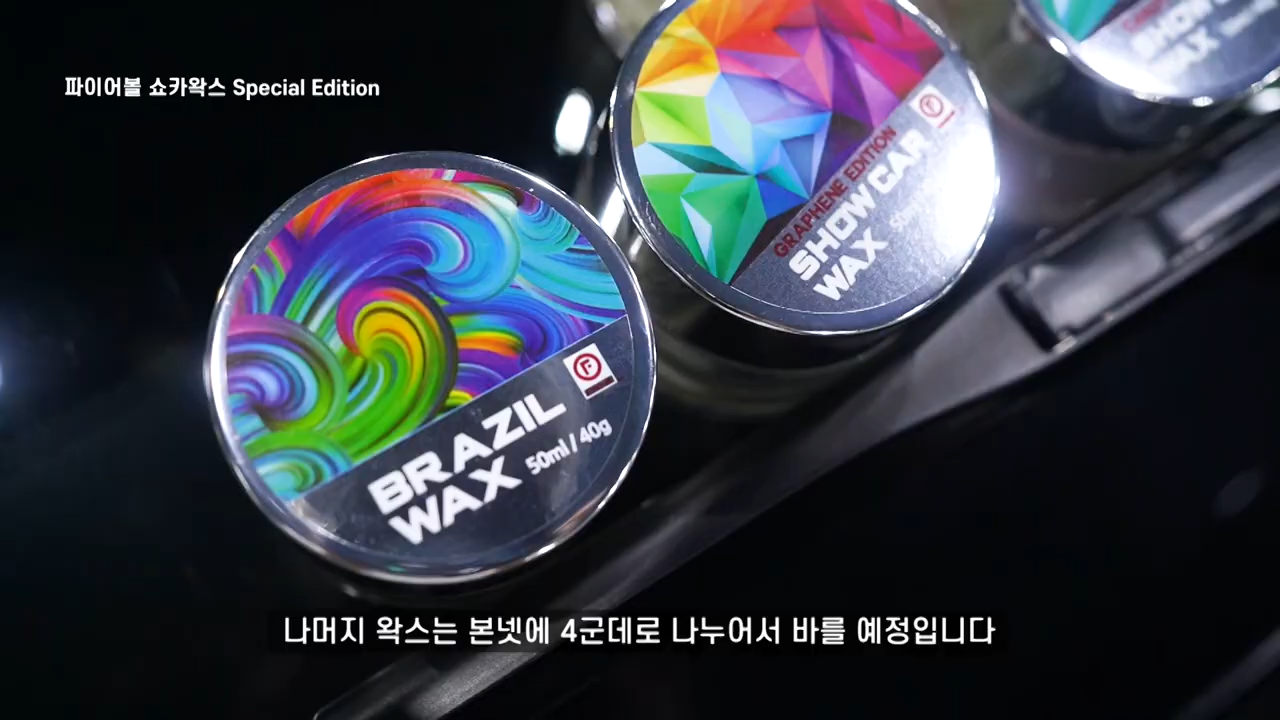 파이어볼 쇼카왁스 Special Edition
GRAPHENE EDITION
SHOW CAR
WAX
BRAZIL
WAX 50ml / 40g
나머지 왁스는 본넷에 4군데로 나누어서 바를 예정입니다